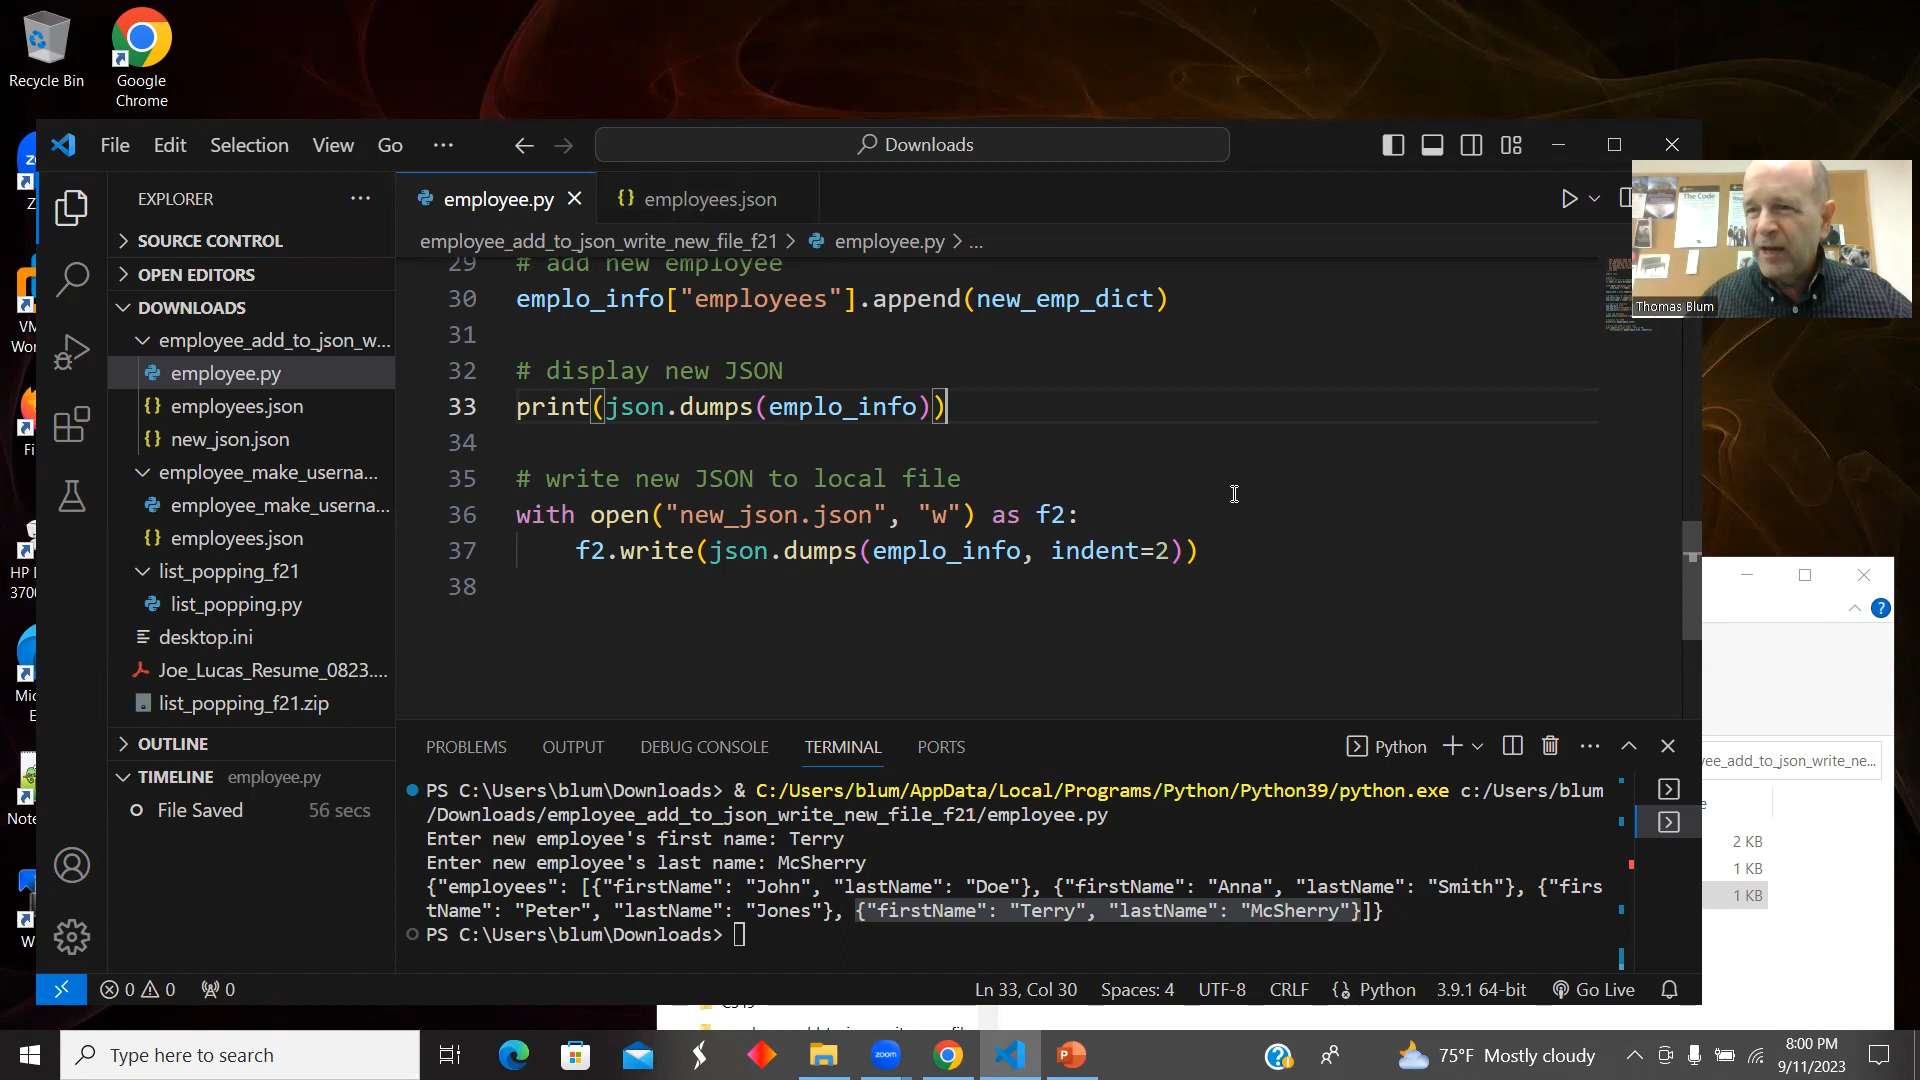 Recycle Bin
Google
Chrome
File Edit Selection View Go
Downloads
Thomas Blum
EXPLORER
SOURCE CONTROL
OPEN EDITORS
DOWNLOADS
employee_add_to_json_w...
employee.py
employees.json
new_json.json
employee_make_userna...
employee_make_userna...
employees.json
list_popping_f21
list_popping.py
desktop.ini
Joe_Lucas_Resume_0823....
list_popping_f21.zip
OUTLINE
TIMELINE employee.py
File Saved 56 secs
employee.py employees.json
employee_add_to_json_write_new_file_f21 > employee.py > ...
29 # add new employee
30 emplo_info["employees"].append(new_emp_dict)
31
32 # display new JSON
33 print(json.dumps(emplo_info))
34
35 # write new JSON to local file
36 with open("new_json.json", "w") as f2:
37 f2.write(json.dumps(emplo_info, indent=2))
38
PROBLEMS OUTPUT DEBUG CONSOLE TERMINAL PORTS
Python
PS C:\Users\blum\Downloads> & C:/Users/blum/AppData/Local/Programs/Python/Python39/python.exe c:/Users/blum
/Downloads/employee_add_to_json_write_new_file_f21/employee.py
Enter new employee's first name: Terry
Enter new employee's last name: McSherry
{"employees": [{"firstName": "John", "lastName": "Doe"}, {"firstName": "Anna", "lastName": "Smith"}, {"firs
tName": "Peter", "lastName": "Jones"}, {"firstName": "Terry", "lastName": "McSherry"}]}
PS C:\Users\blum\Downloads>
0 0 0
Ln 33, Col 30 Spaces: 4 UTF-8 CRLF Python 3.9.1 64-bit Go Live
ee_add_to_json_write_ne...
2 KB
1 KB
1 KB
Type here to search
zoom
75°F Mostly cloudy
8:00 PM
9/11/2023